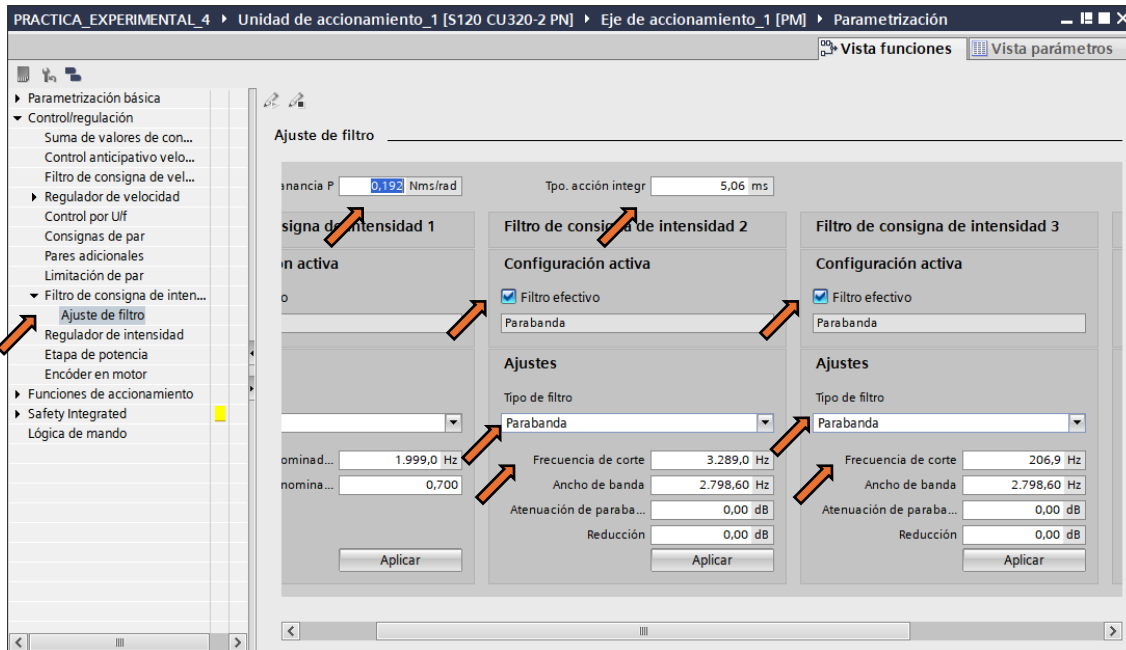 PRACTICA_EXPERIMENTAL_4 ▸ Unidad de accionamiento_1 [S120 CU320-2 PN] ▸ Eje de accionamiento_1 [PM] ▸ Parametrización
Vista funciones Vista parámetros
Parametrización básica
Control/regulación
Suma de valores de con...
Control anticipativo velo...
Filtro de consigna de vel...
Regulador de velocidad
Control por U/f
Consignas de par
Pares adicionales
Limitación de par
Filtro de consigna de inten...
Ajuste de filtro
Regulador de intensidad
Etapa de potencia
Encóder en motor
Funciones de accionamiento
Safety Integrated
Lógica de mando
Ajuste de filtro
anancia P 0,192 Nms/rad Tpo. acción integr 5,06 ms
signa de intensidad 1
n activa
o
ominad... 1.999,0 Hz
nomina... 0,700
Aplicar
Filtro de consigna de intensidad 2
Configuración activa
Filtro efectivo
Parabanda
Ajustes
Tipo de filtro
Parabanda
Frecuencia de corte 3.289,0 Hz
Ancho de banda 2.798,60 Hz
Atenuación de paraba... 0,00 dB
Reducción 0,00 dB
Aplicar
Filtro de consigna de intensidad 3
Configuración activa
Filtro efectivo
Parabanda
Ajustes
Tipo de filtro
Parabanda
Frecuencia de corte 206,9 Hz
Ancho de banda 2.798,60 Hz
Atenuación de paraba... 0,00 dB
Reducción 0,00 dB
Aplicar